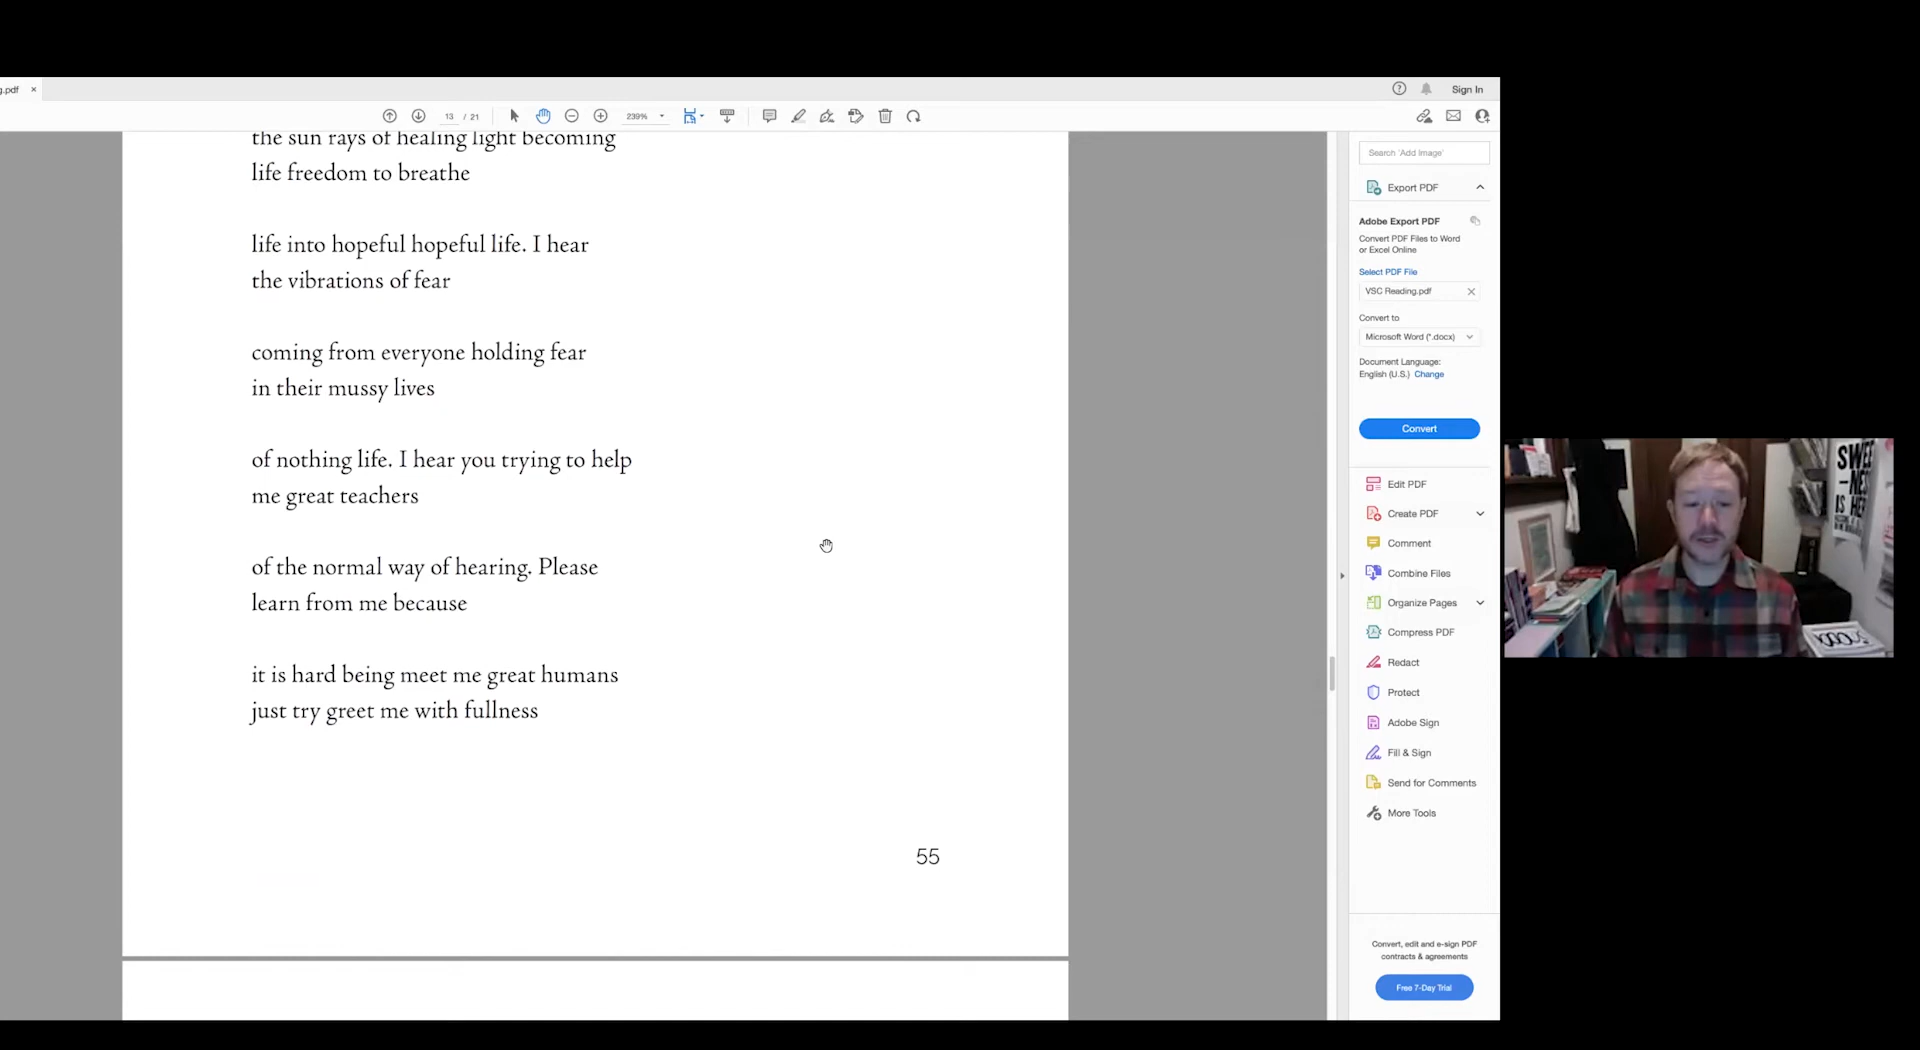 g.pdf ×
Sign In
13 / 21
239%
the sun rays of healing light becoming
life freedom to breathe
life into hopeful hopeful life. I hear
the vibrations of fear
coming from everyone holding fear
in their mussy lives
of nothing life. I hear you trying to help
me great teachers
of the normal way of hearing. Please
learn from me because
it is hard being meet me great humans
just try greet me with fullness
55
Search 'Add Image'
Export PDF
Adobe Export PDF
Convert PDF Files to Word
or Excel Online
Select PDF File
VSC Reading.pdf
Convert to
Microsoft Word (*.docx)
Document Language:
English (U.S.) Change
Convert
Edit PDF
Create PDF
Comment
Combine Files
Organize Pages
Compress PDF
Redact
Protect
Adobe Sign
Fill & Sign
Send for Comments
More Tools
Convert, edit and e-sign PDF
contracts & agreements
Free 7-Day Trial
SWEE
-NESS
IS HE